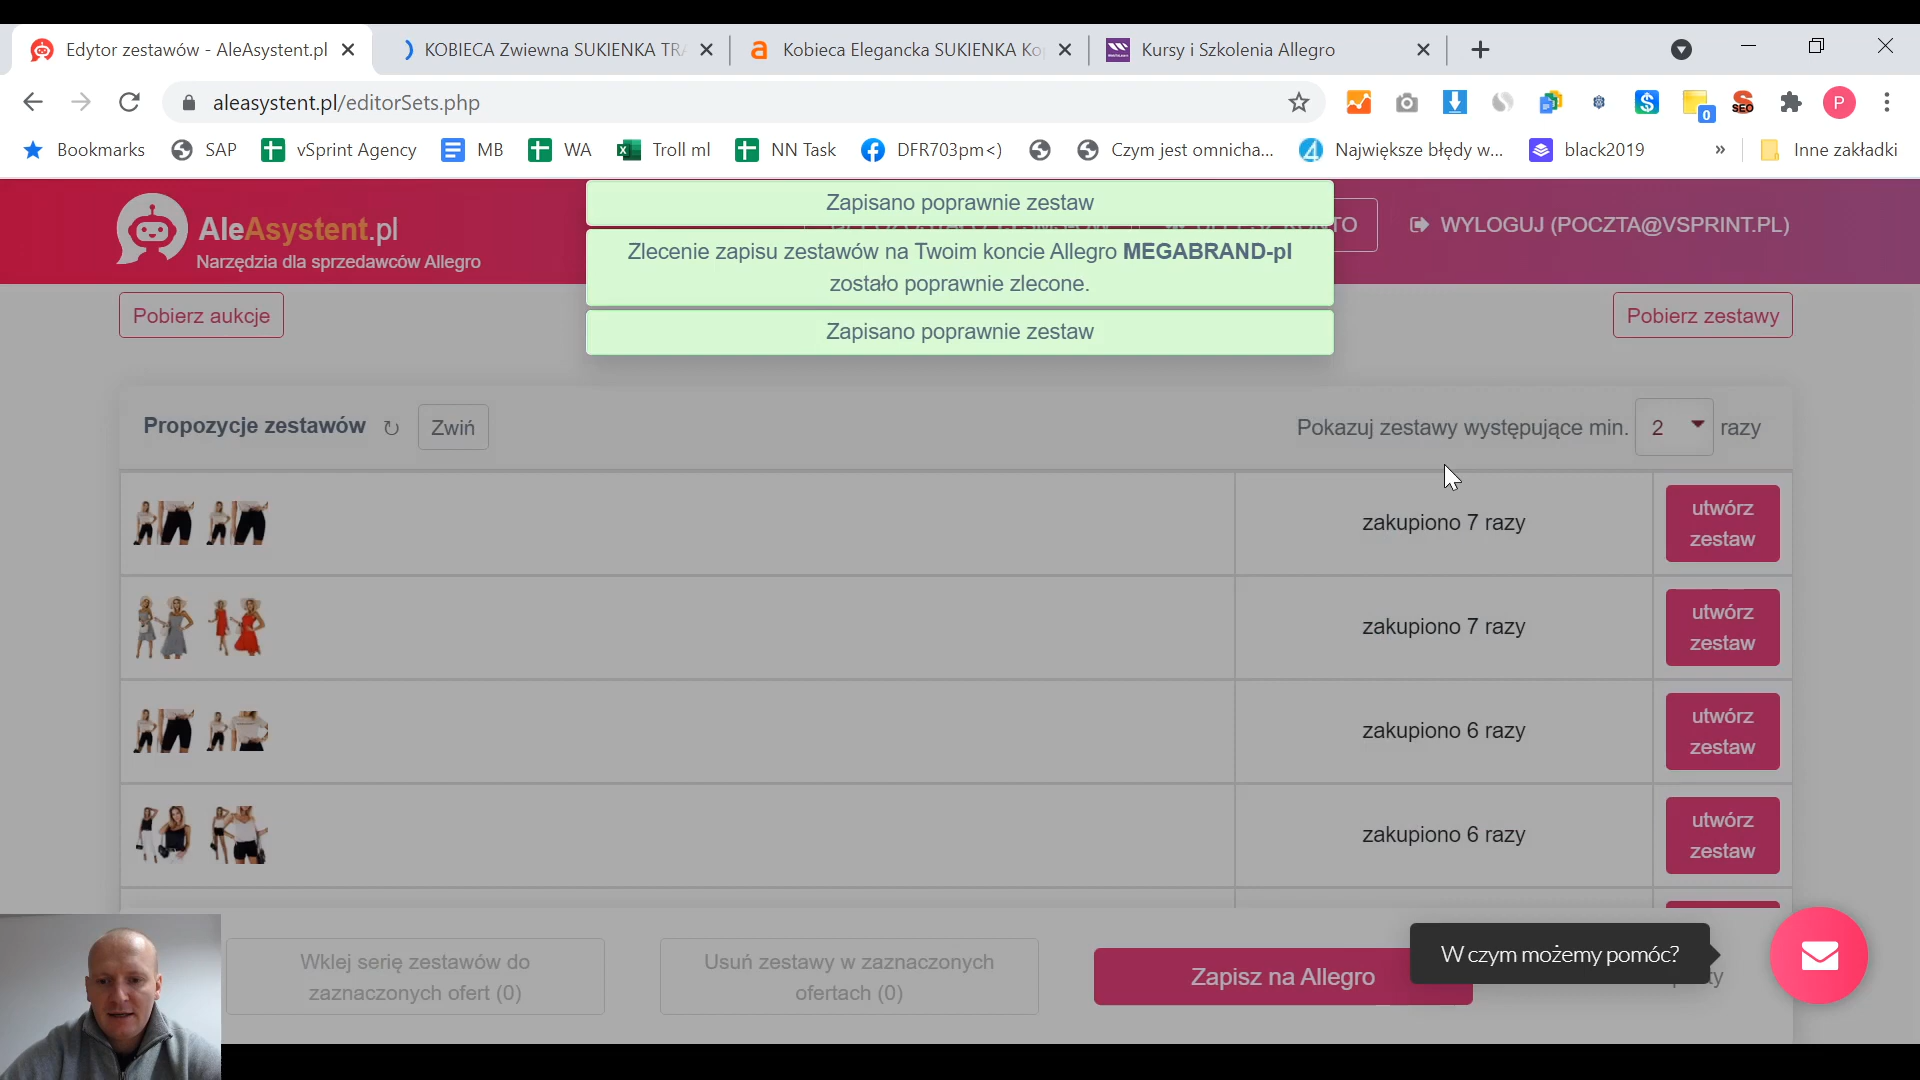 Edytor zestawów - AleAsystent.pl
KOBIECA Zwiewna SUKIENKA TRA
Kobieca Elegancka SUKIENKA Ko
Kursy i Szkolenia Allegro
aleasystent.pl/editorSets.php
0
SEO
P
Bookmarks
SAP
vSprint Agency
MB
WA
Troll ml
NN Task
DFR703pm<)
Czym jest omnicha...
Największe błędy w...
black2019
»
Inne zakładki
AleAsystent.pl
Narzędzia dla sprzedawców Allegro
Zapisano poprawnie zestaw
Zlecenie zapisu zestawów na Twoim koncie Allegro MEGABRAND-pl
zostało poprawnie zlecone.
Zapisano poprawnie zestaw
WYLOGUJ (POCZTA@VSPRINT.PL)
Pobierz aukcje
Pobierz zestawy
Propozycje zestawów
Zwiń
Pokazuj zestawy występujące min. 2 razy
zakupiono 7 razy
utwórz
zestaw
zakupiono 7 razy
utwórz
zestaw
zakupiono 6 razy
utwórz
zestaw
zakupiono 6 razy
utwórz
zestaw
Wklej serię zestawów do
zaznaczonych ofert (0)
Usuń zestawy w zaznaczonych
ofertach (0)
Zapisz na Allegro
W czym możemy pomóc?